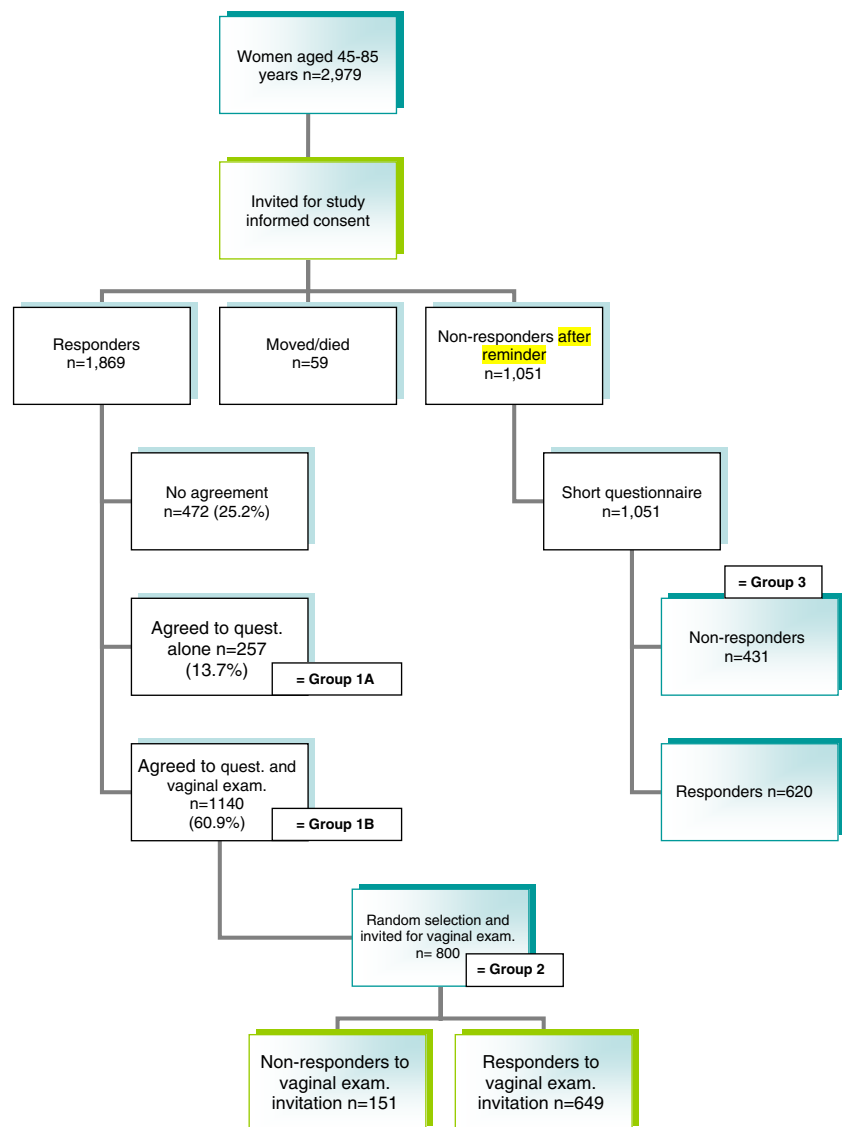 Women aged 45-85
years n=2,979
Invited for study
informed consent
Responders
n=1,869
Moved/died
n=59
Non-responders after
reminder
n=1,051
No agreement
n=472 (25.2%)
Short questionnaire
n=1,051
= Group 3
Agreed to quest.
alone n=257
(13.7%)
= Group 1A
Non-responders
n=431
Agreed to quest. and
vaginal exam.
n=1140
(60.9%)
= Group 1B
Responders n=620
Random selection and
invited for vaginal exam.
n= 800
= Group 2
Non-responders to
vaginal exam.
invitation n=151
Responders to
vaginal exam.
invitation n=649